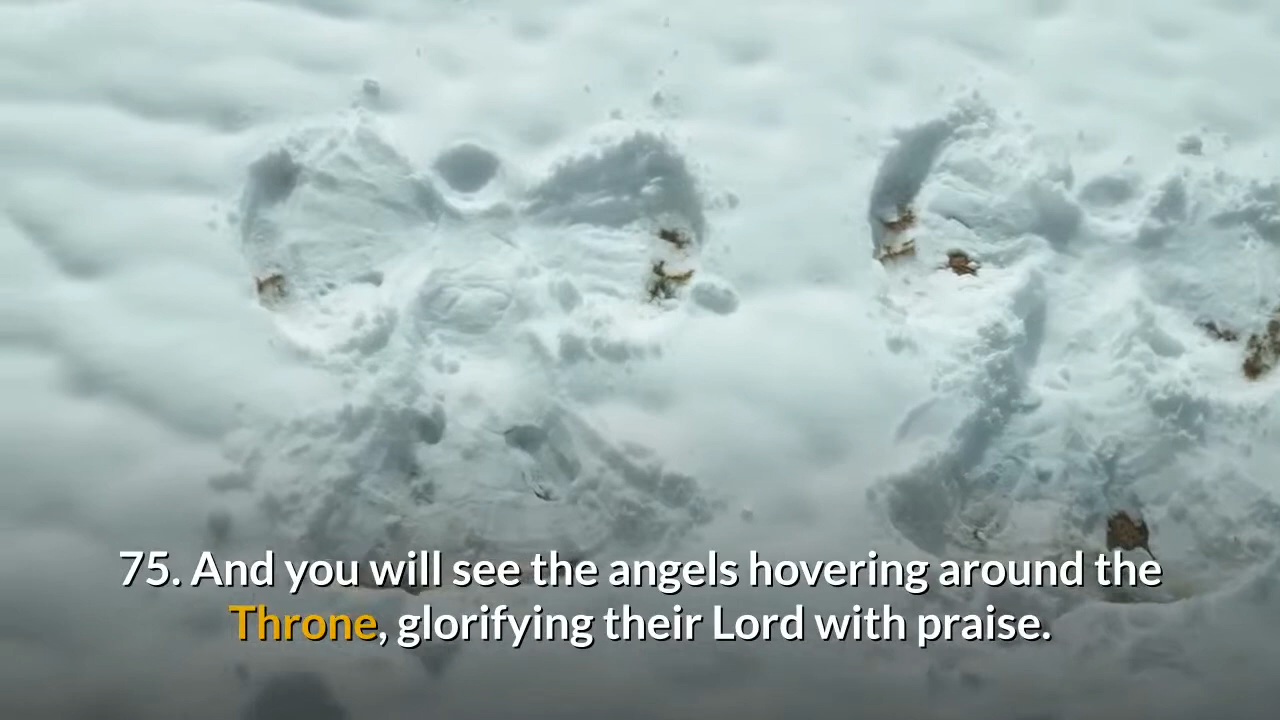 75. And you will see the angels hovering around the
Throne, glorifying their Lord with praise.